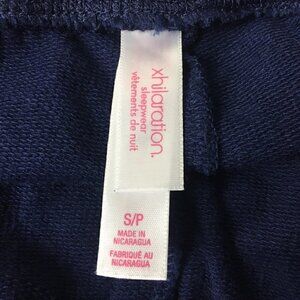 xhilaration.
sleepwear
vêtements de nuit
S/P
MADE IN
NICARAGUA
FABRIQUÉ AU
NICARAGUA